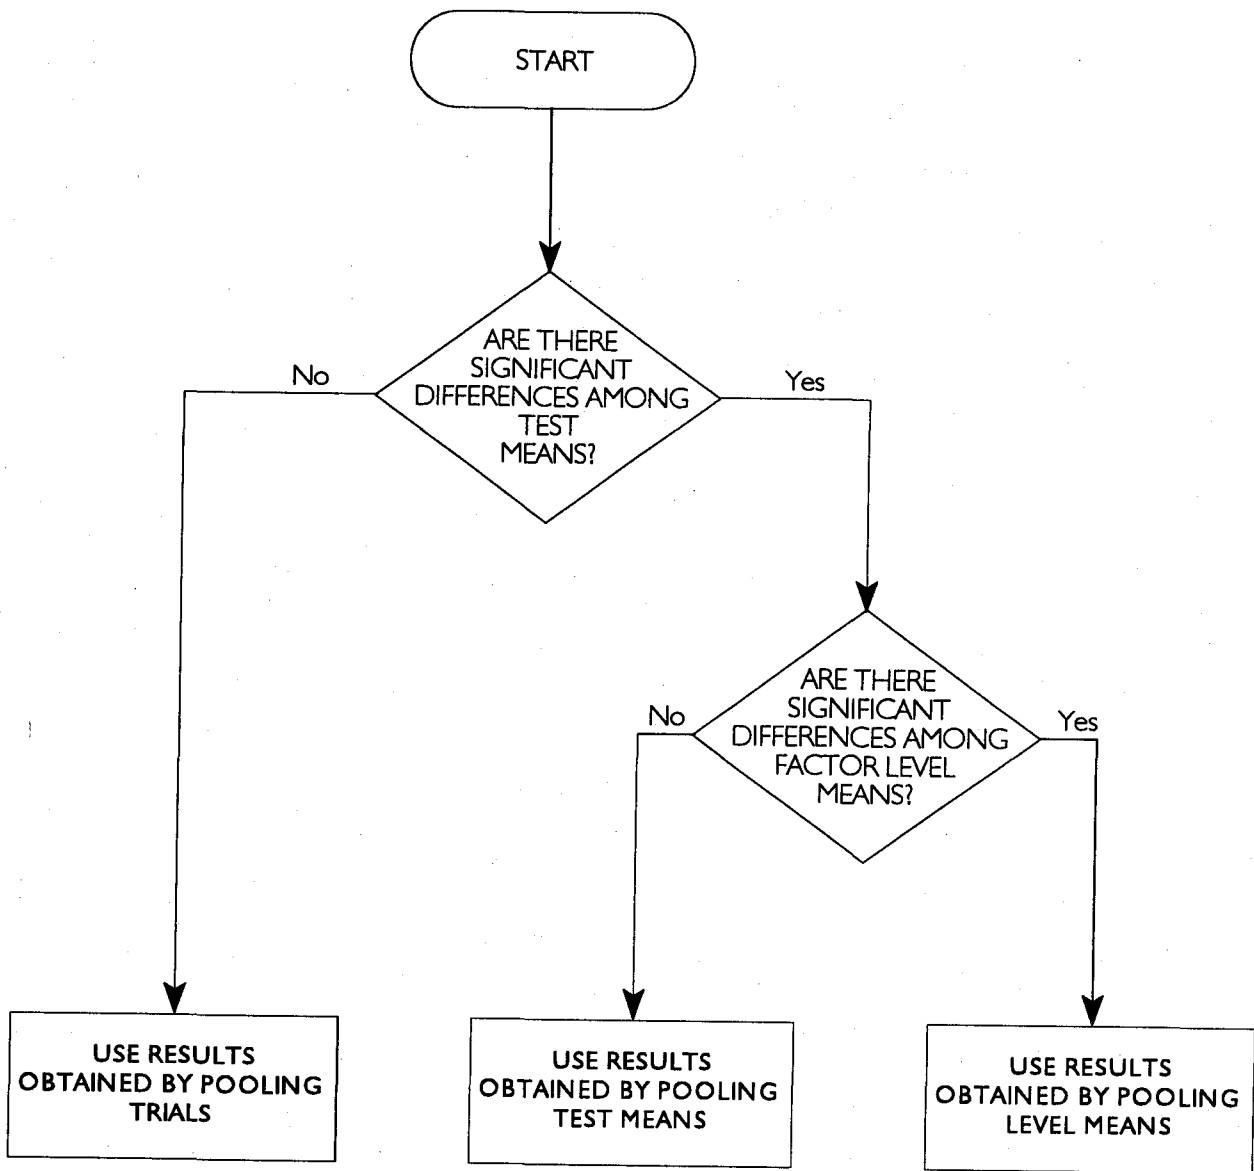 START
ARE THERE
SIGNIFICANT
DIFFERENCES AMONG
TEST
MEANS?
No
Yes
ARE THERE
SIGNIFICANT
DIFFERENCES AMONG
FACTOR LEVEL
MEANS?
No
Yes
USE RESULTS
OBTAINED BY POOLING
TRIALS
USE RESULTS
OBTAINED BY POOLING
TEST MEANS
USE RESULTS
OBTAINED BY POOLING
LEVEL MEANS